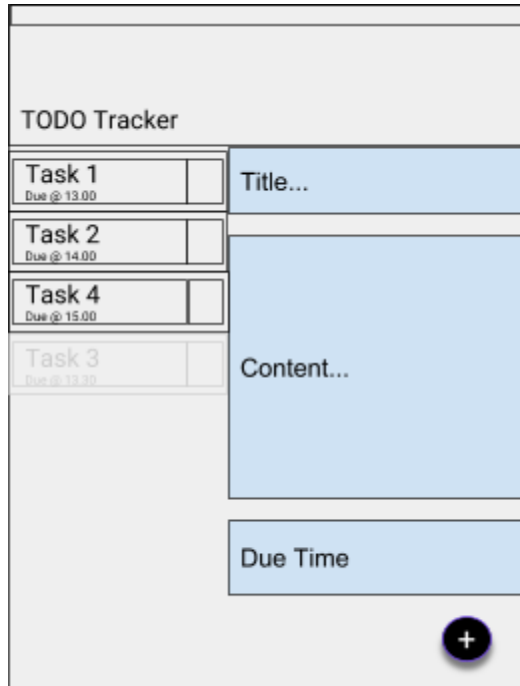 TODO Tracker
Task 1
Due @ 13.00
Task 2
Due @ 14.00
Task 4
Due @ 15.00
Task 3
Due @ 13.30
Title...
Content...
Due Time
+